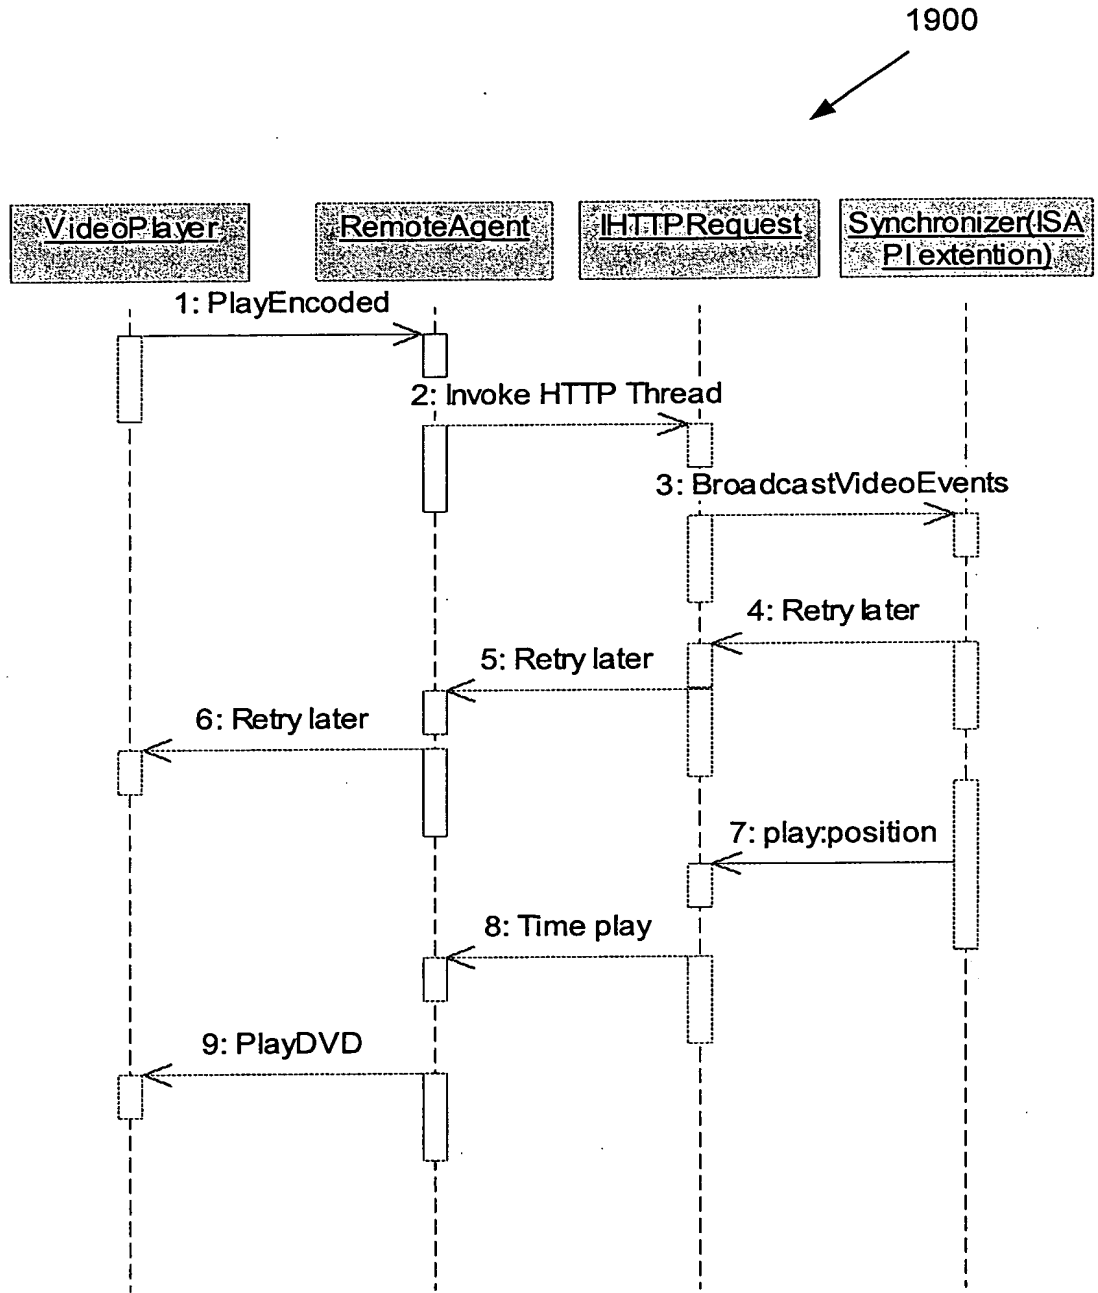 1900
VideoPlayer
RemoteAgent
IHTTPRequest
Synchronizer(ISA
PI extention)
1: PlayEncoded
2: Invoke HTTP Thread
3: BroadcastVideoEvents
4: Retry later
5: Retry later
6: Retry later
7: play:position
8: Time play
9: PlayDVD